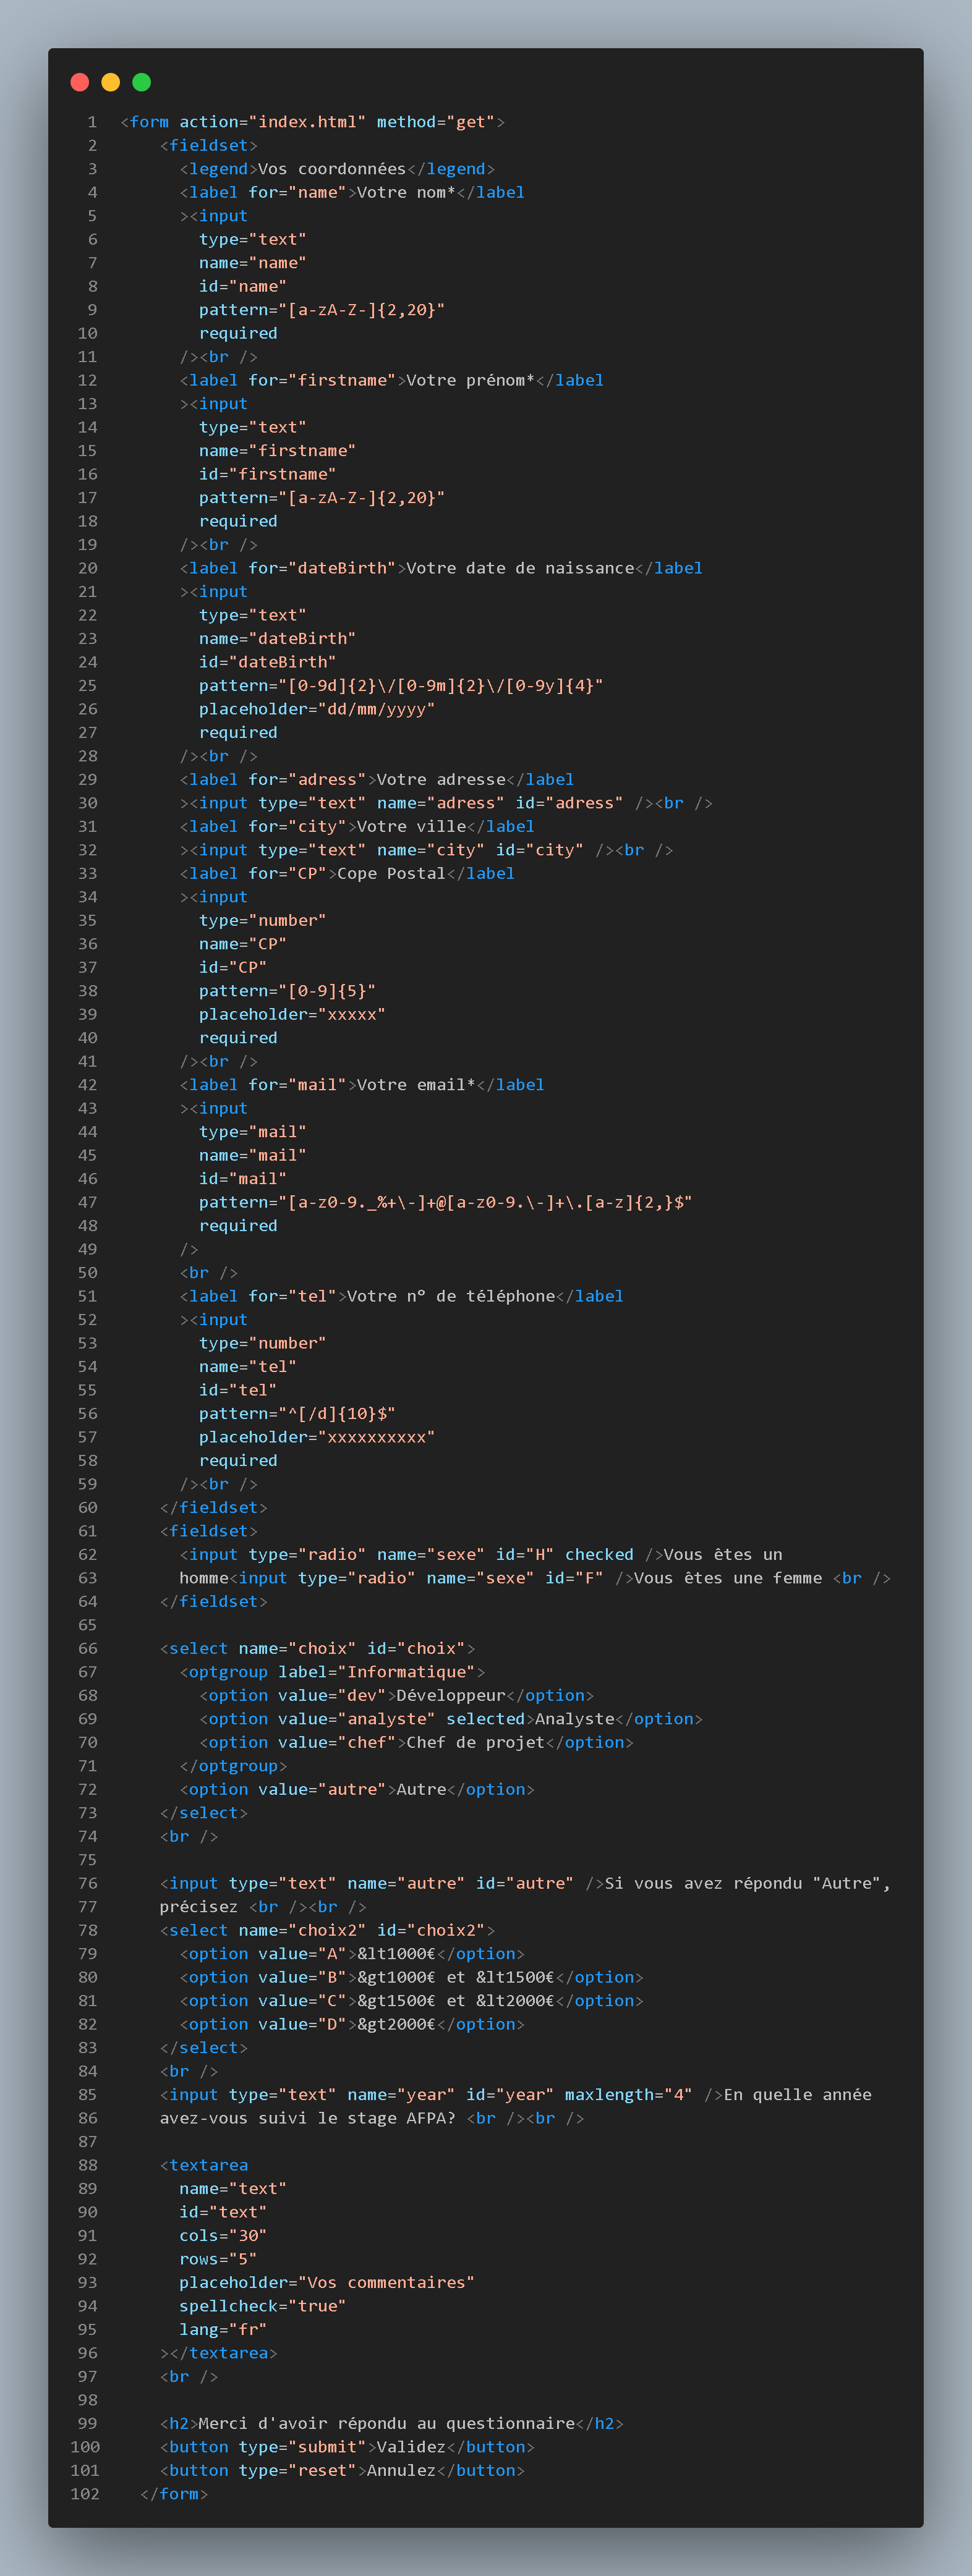 1 <form action="index.html" method="get">
2 <fieldset>
3 <legend>Vos coordonnées</legend>
4 <label for="name">Votre nom*</label
5 ><input
6 type="text"
7 name="name"
8 id="name"
9 pattern="[a-zA-Z-]{2,20}"
10 required
11 /><br />
12 <label for="firstname">Votre prénom*</label
13 ><input
14 type="text"
15 name="firstname"
16 id="firstname"
17 pattern="[a-zA-Z-]{2,20}"
18 required
19 /><br />
20 <label for="dateBirth">Votre date de naissance</label
21 ><input
22 type="text"
23 name="dateBirth"
24 id="dateBirth"
25 pattern="[0-9d]{2}\/[0-9m]{2}\/[0-9y]{4}"
26 placeholder="dd/mm/yyyy"
27 required
28 /><br />
29 <label for="adress">Votre adresse</label
30 ><input type="text" name="adress" id="adress" /><br />
31 <label for="city">Votre ville</label
32 ><input type="text" name="city" id="city" /><br />
33 <label for="CP">Cope Postal</label
34 ><input
35 type="number"
36 name="CP"
37 id="CP"
38 pattern="[0-9]{5}"
39 placeholder="xxxxx"
40 required
41 /><br />
42 <label for="mail">Votre email*</label
43 ><input
44 type="mail"
45 name="mail"
46 id="mail"
47 pattern="[a-z0-9._%+\-]+@[a-z0-9.\-]+\.[a-z]{2,}$"
48 required
49 />
50 <br />
51 <label for="tel">Votre n° de téléphone</label
52 ><input
53 type="number"
54 name="tel"
55 id="tel"
56 pattern="^[/d]{10}$"
57 placeholder="xxxxxxxxxx"
58 required
59 /><br />
60 </fieldset>
61 <fieldset>
62 <input type="radio" name="sexe" id="H" checked />Vous êtes un
63 homme<input type="radio" name="sexe" id="F" />Vous êtes une femme <br />
64 </fieldset>
65
66 <select name="choix" id="choix">
67 <optgroup label="Informatique">
68 <option value="dev">Développeur</option>
69 <option value="analyste" selected>Analyste</option>
70 <option value="chef">Chef de projet</option>
71 </optgroup>
72 <option value="autre">Autre</option>
73 </select>
74 <br />
75
76 <input type="text" name="autre" id="autre" />Si vous avez répondu "Autre",
77 précisez <br /><br />
78 <select name="choix2" id="choix2">
79 <option value="A">&lt1000€</option>
80 <option value="B">&gt1000€ et &lt1500€</option>
81 <option value="C">&gt1500€ et &lt2000€</option>
82 <option value="D">&gt2000€</option>
83 </select>
84 <br />
85 <input type="text" name="year" id="year" maxlength="4" />En quelle année
86 avez-vous suivi le stage AFPA? <br /><br />
87
88 <textarea
89 name="text"
90 id="text"
91 cols="30"
92 rows="5"
93 placeholder="Vos commentaires"
94 spellcheck="true"
95 lang="fr"
96 ></textarea>
97 <br />
98
99 <h2>Merci d'avoir répondu au questionnaire</h2>
100 <button type="submit">Validez</button>
101 <button type="reset">Annulez</button>
102 </form>